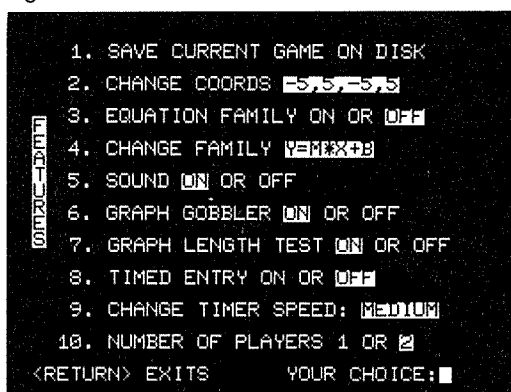 1. SAVE CURRENT GAME ON DISK
2. CHANGE COORDS -5,5,-5,5
3. EQUATION FAMILY ON OR OFF
4. CHANGE FAMILY Y=M*X+B
5. SOUND ON OR OFF
6. GRAPH GOBBLER ON OR OFF
7. GRAPH LENGTH TEST ON OR OFF
8. TIMED ENTRY ON OR OFF
9. CHANGE TIMER SPEED: MEDIUM
10. NUMBER OF PLAYERS 1 OR 2
<RETURN> EXITS YOUR CHOICE:
FEATURES